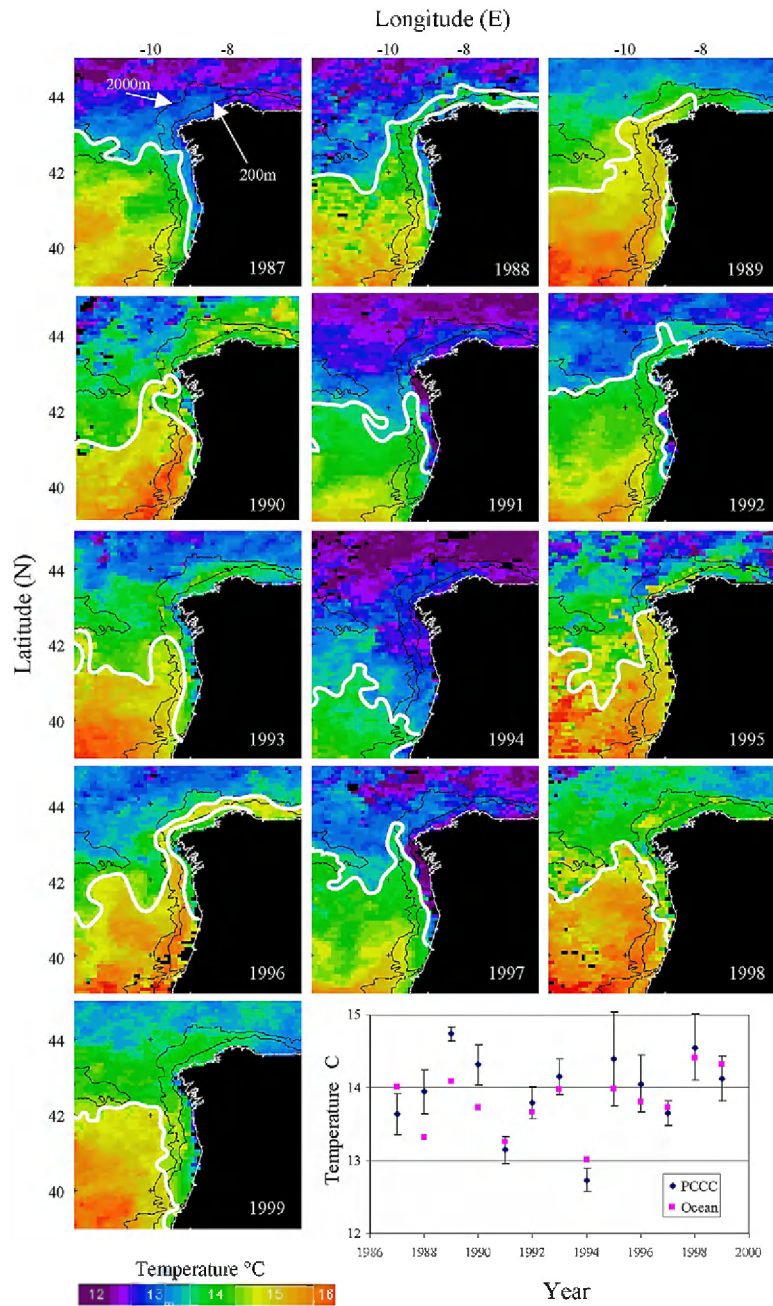 Longitude (E)
-10 -8 -10 -8 -10 -8
2000m
200m
44
42
40
1987 1988 1989
44
42
40
1990 1991 1992
Latitude (N)
44
42
40
1993 1994 1995
44
42
40
1996 1997 1998
44
42
40
1999
15
14
13
12
Temperature C
PCCC
Ocean
1986 1988 1990 1992 1994 1996 1998 2000
Year
Temperature °C
12 13 14 15 16